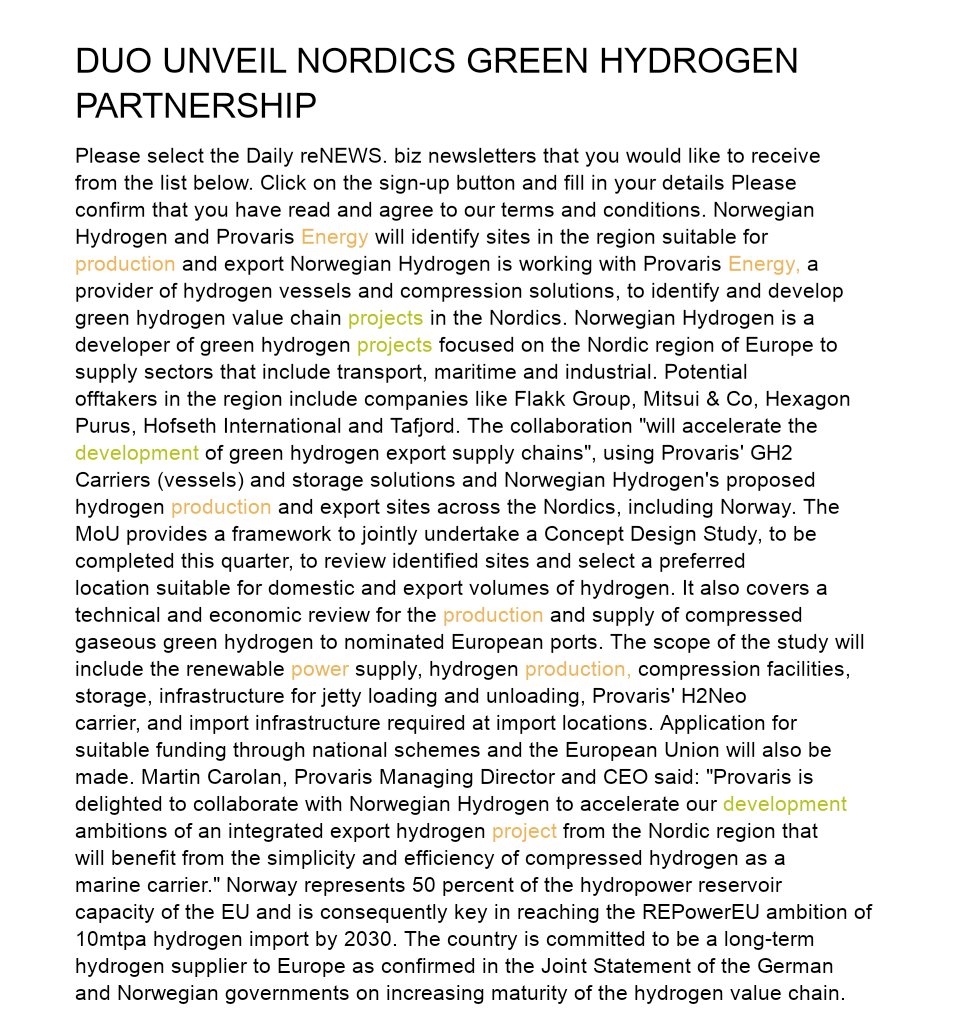 DUO UNVEIL NORDICS GREEN HYDROGEN
PARTNERSHIP
Please select the Daily reNEWS. biz newsletters that you would like to receive
from the list below. Click on the sign-up button and fill in your details Please
confirm that you have read and agree to our terms and conditions. Norwegian
Hydrogen and Provaris Energy will identify sites in the region suitable for
production and export Norwegian Hydrogen is working with Provaris Energy, a
provider of hydrogen vessels and compression solutions, to identify and develop
green hydrogen value chain projects in the Nordics. Norwegian Hydrogen is a
developer of green hydrogen projects focused on the Nordic region of Europe to
supply sectors that include transport, maritime and industrial. Potential
offtakers in the region include companies like Flakk Group, Mitsui & Co, Hexagon
Purus, Hofseth International and Tafjord. The collaboration "will accelerate the
development of green hydrogen export supply chains", using Provaris' GH2
Carriers (vessels) and storage solutions and Norwegian Hydrogen's proposed
hydrogen production and export sites across the Nordics, including Norway. The
MoU provides a framework to jointly undertake a Concept Design Study, to be
completed this quarter, to review identified sites and select a preferred
location suitable for domestic and export volumes of hydrogen. It also covers a
technical and economic review for the production and supply of compressed
gaseous green hydrogen to nominated European ports. The scope of the study will
include the renewable power supply, hydrogen production, compression facilities,
storage, infrastructure for jetty loading and unloading, Provaris' H2Neo
carrier, and import infrastructure required at import locations. Application for
suitable funding through national schemes and the European Union will also be
made. Martin Carolan, Provaris Managing Director and CEO said: "Provaris is
delighted to collaborate with Norwegian Hydrogen to accelerate our development
ambitions of an integrated export hydrogen project from the Nordic region that
will benefit from the simplicity and efficiency of compressed hydrogen as a
marine carrier." Norway represents 50 percent of the hydropower reservoir
capacity of the EU and is consequently key in reaching the REPowerEU ambition of
10mtpa hydrogen import by 2030. The country is committed to be a long-term
hydrogen supplier to Europe as confirmed in the Joint Statement of the German
and Norwegian governments on increasing maturity of the hydrogen value chain.